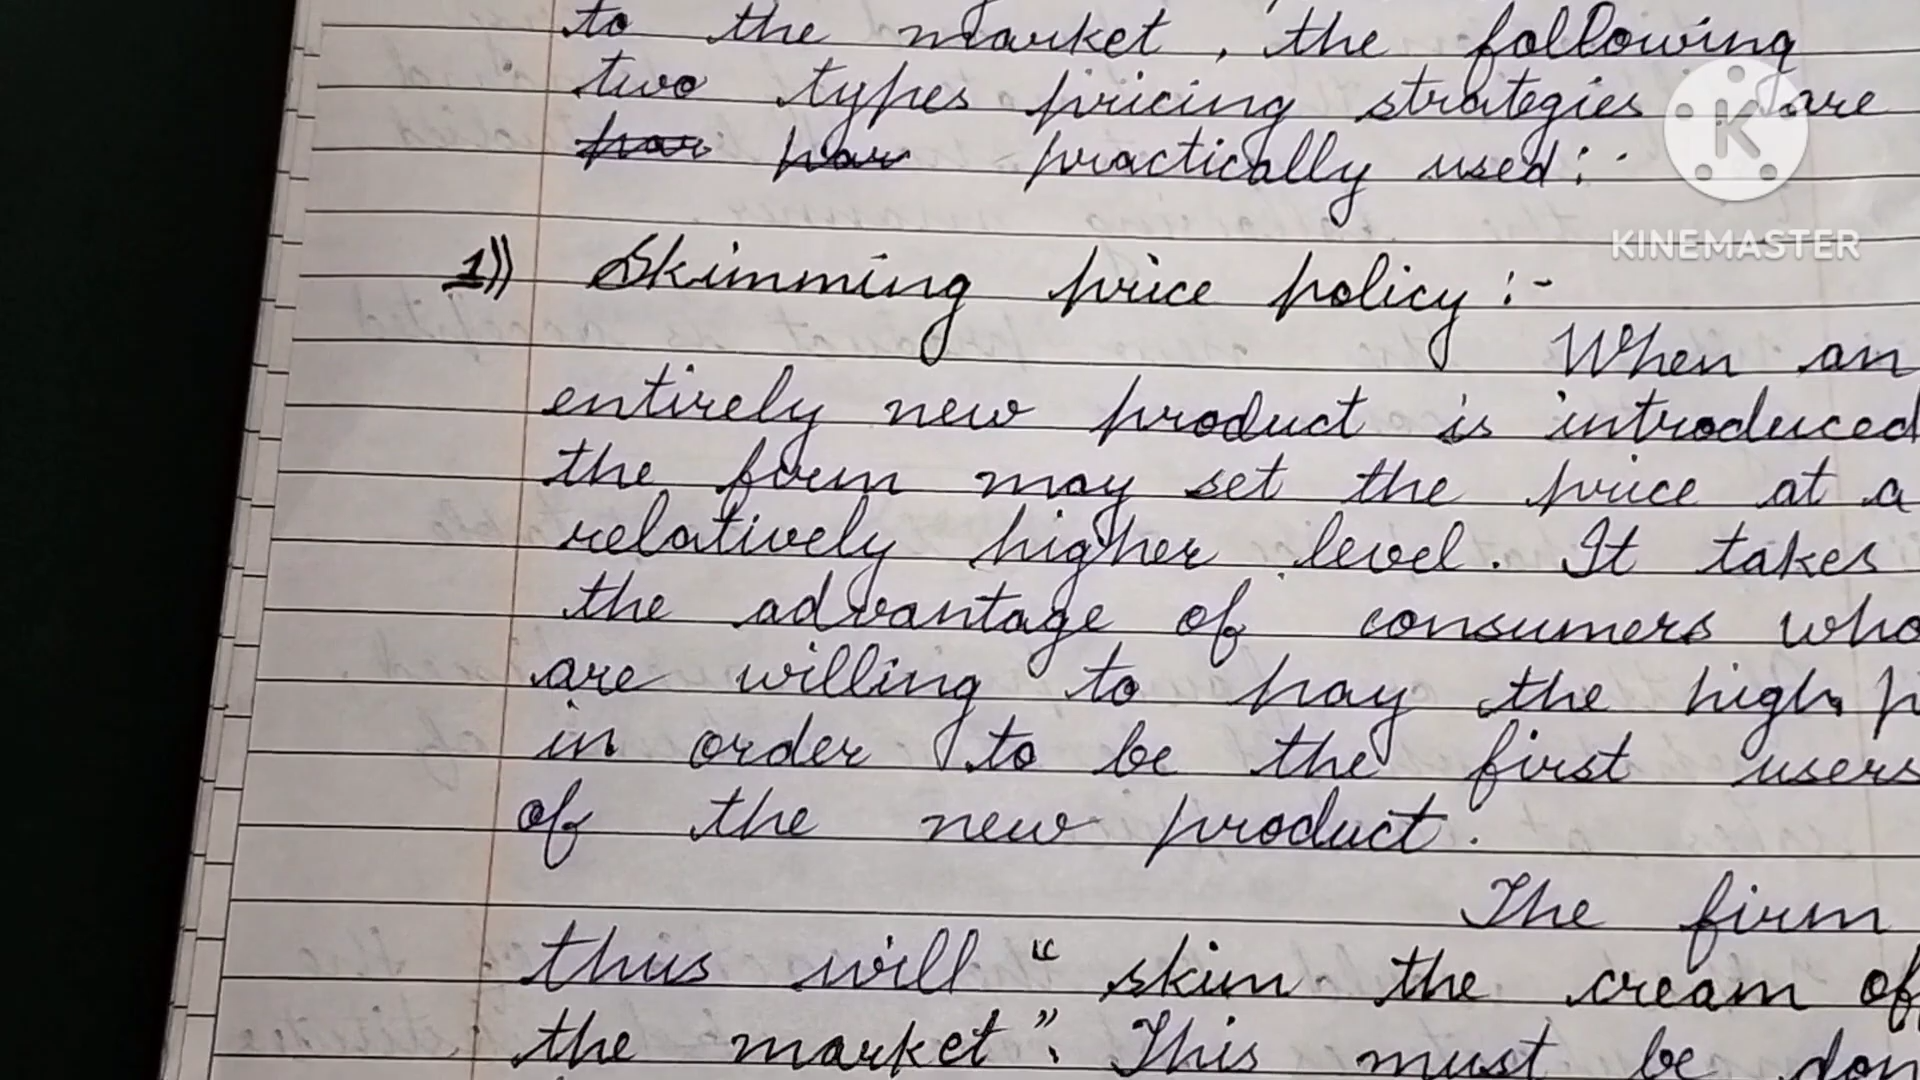 to the market, the following
two types pricing strategies are
par par practically used:-
1)) Skimming price policy :-
When an
entirely new product is introduced
the firm may set the price at a
relatively higher level. It takes
the advantage of consumers who
are willing to pay the high p
in order to be the first users
of the new product.
The firm
thus will "skim the cream of
the market". This must be don
K
KINEMASTER